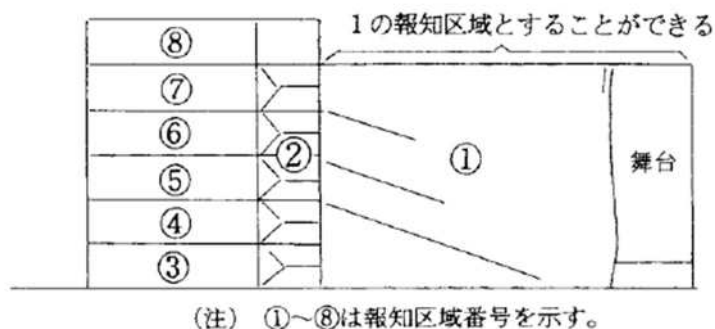 1の報知区域とすることができる
⑧
⑦
⑥
②
①
舞台
⑤
④
③
(注) ①~⑧は報知区域番号を示す。